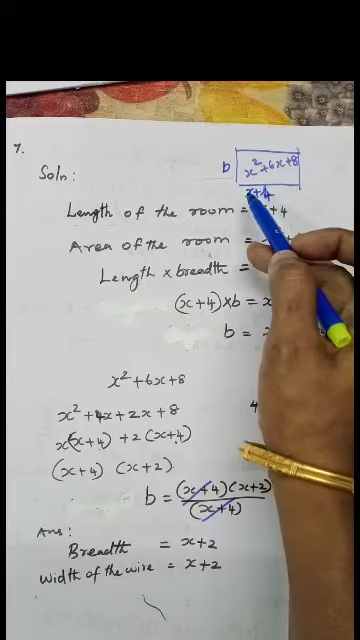 7.
Soln:
b x²+6x+8
x+4
Length of the room = x+4
Area of the room =
Length x breadth =
(x+4) x b = x
b = x
x²+6x+8
x²+4x+2x+8 4
x(x+4) +2(x+4)
(x+4) (x+2).
b = (x+4)(x+2)
(x+4)
Ans:
Breadth = x+2
Width of the wire = x+2